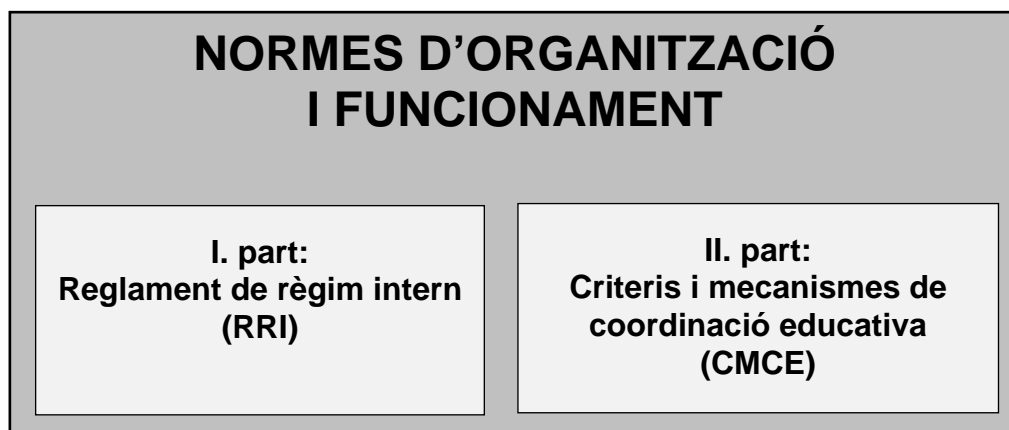 NORMES D’ORGANITZACIÓ
I FUNCIONAMENT
I. part:
Reglament de règim intern
(RRI)
II. part:
Criteris i mecanismes de
coordinació educativa
(CMCE)